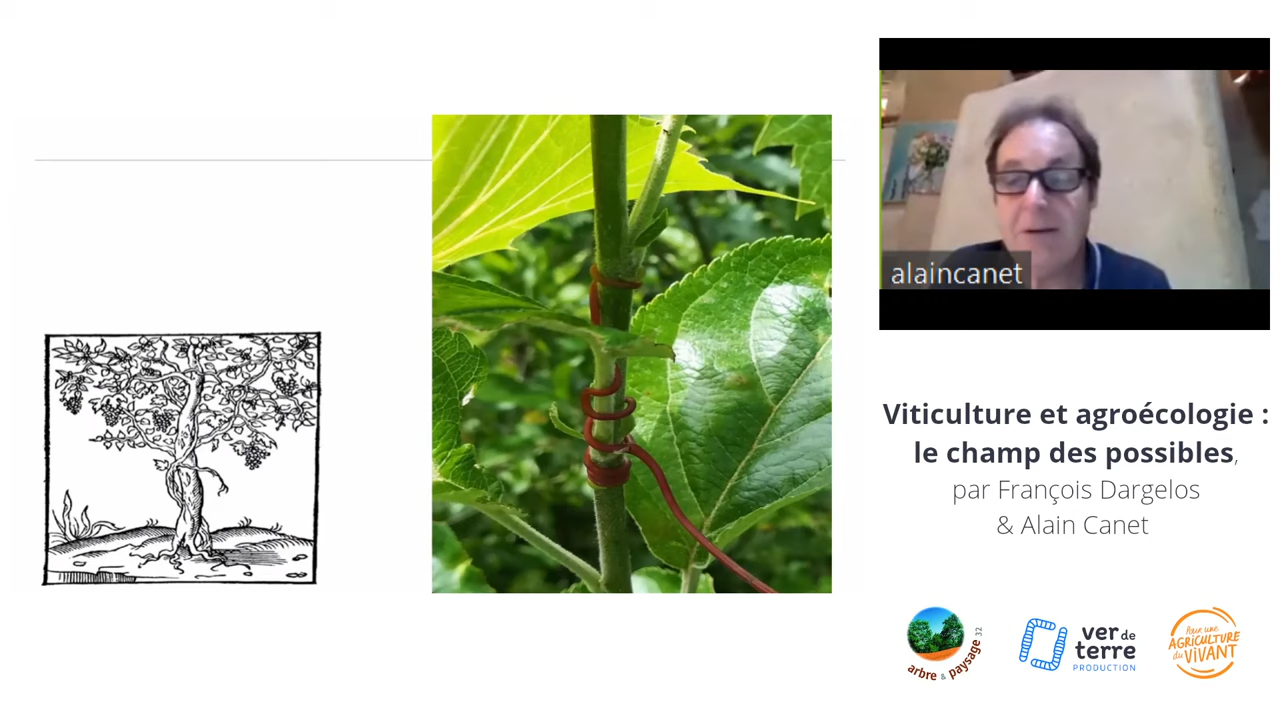 alaincanet
Viticulture et agroécologie :
le champ des possibles,
par François Dargelos
& Alain Canet
arbre & paysage 32
ver de
terre
PRODUCTION
Pour une
AGRICULTURE
du ViVANT